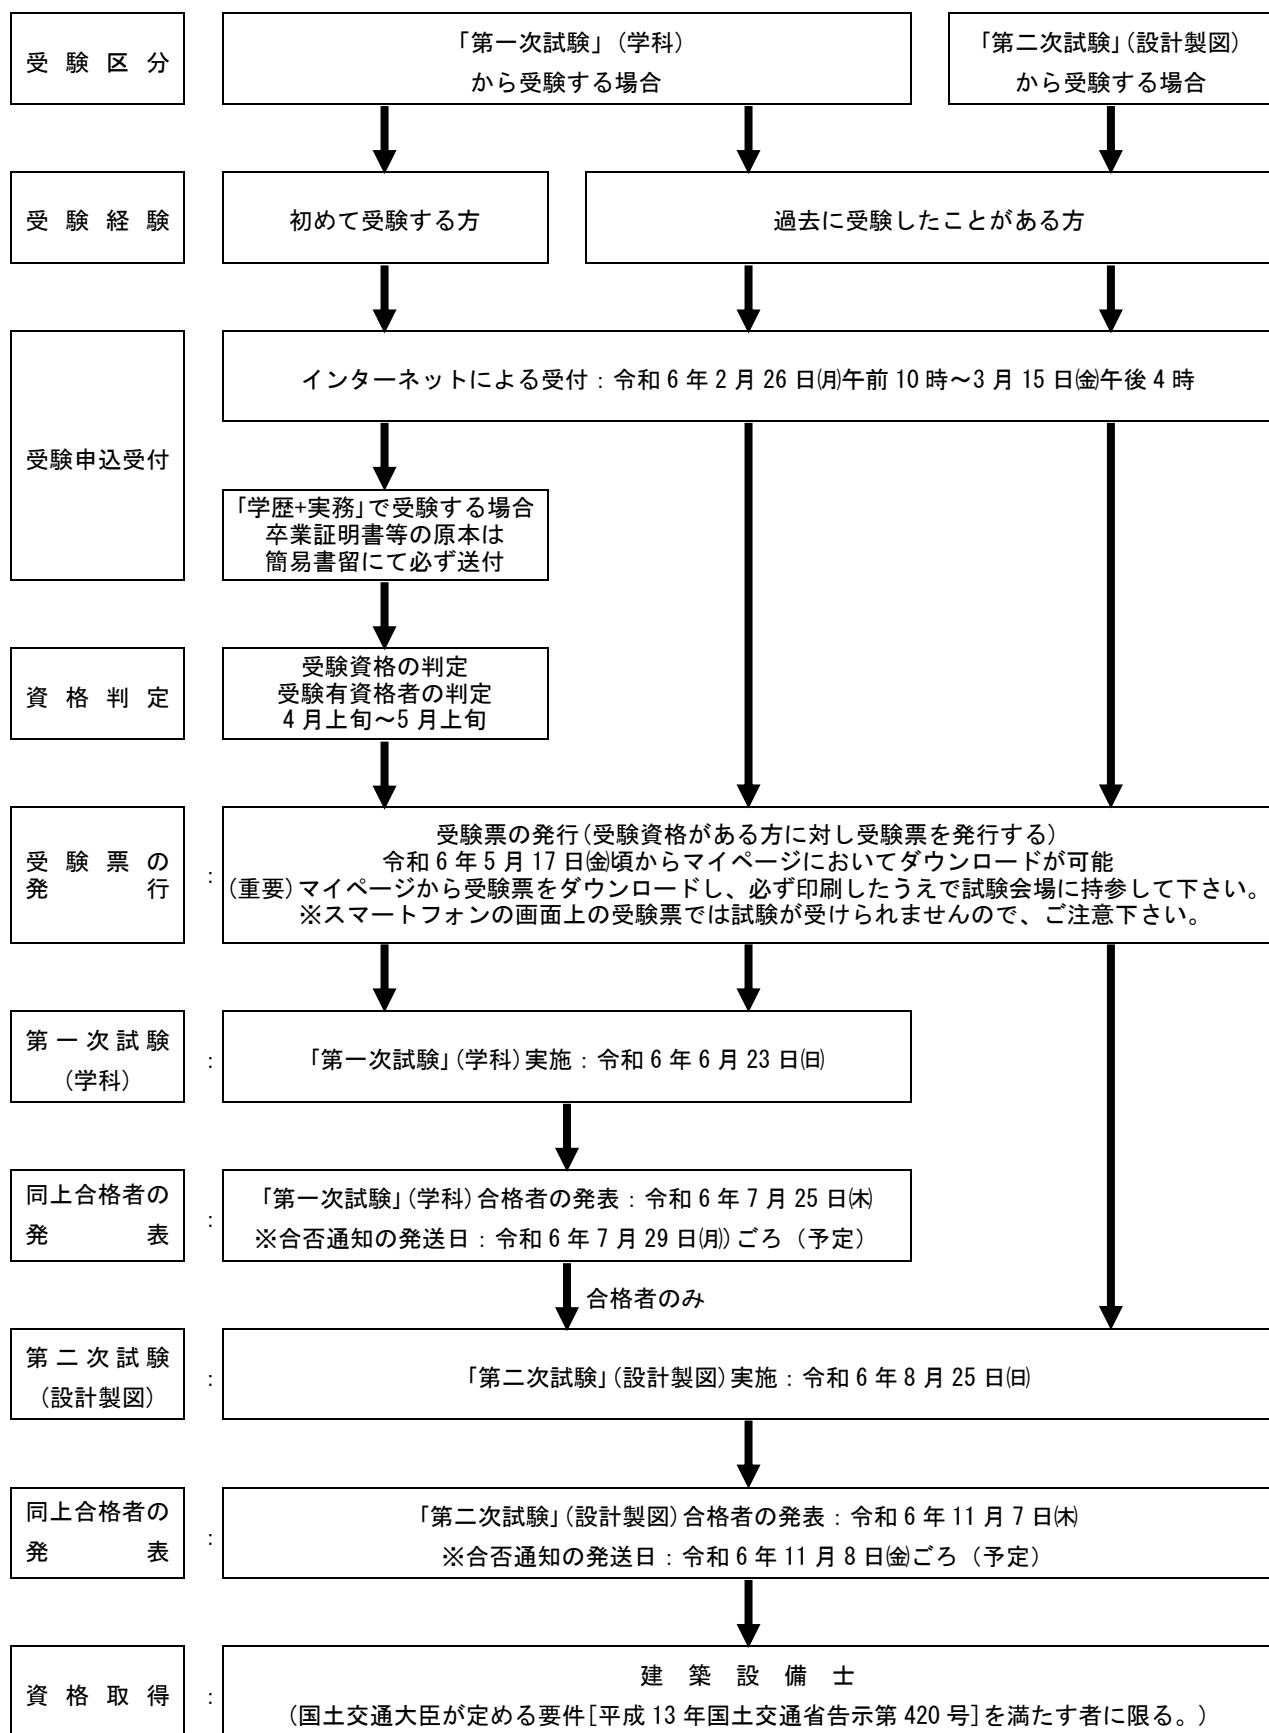 受験区分
「第一次試験」(学科)
から受験する場合
「第二次試験」(設計製図)
から受験する場合
受験経験
初めて受験する方
過去に受験したことがある方
受験申込受付
インターネットによる受付：令和6年2月26日㈪午前10時～3月15日㈮午後4時
「学歴+実務」で受験する場合
卒業証明書等の原本は
簡易書留にて必ず送付
資格判定
受験資格の判定
受験有資格者の判定
4月上旬～5月上旬
受験票の
発行
：
受験票の発行(受験資格がある方に対し受験票を発行する)
令和6年5月17日㈮頃からマイページにおいてダウンロードが可能
(重要)マイページから受験票をダウンロードし、必ず印刷したうえで試験会場に持参して下さい。
※スマートフォンの画面上の受験票では試験が受けられませんので、ご注意下さい。
第一次試験
(学科)
：
「第一次試験」(学科)実施：令和6年6月23日㈰
同上合格者の
発表
：
「第一次試験」(学科)合格者の発表：令和6年7月25日㈭
※合否通知の発送日：令和6年7月29日㈪)ごろ（予定）
合格者のみ
第二次試験
(設計製図)
：
「第二次試験」(設計製図)実施：令和6年8月25日㈰
同上合格者の
発表
：
「第二次試験」(設計製図)合格者の発表：令和6年11月7日㈭
※合否通知の発送日：令和6年11月8日㈮ごろ（予定）
資格取得
：
建築設備士
(国土交通大臣が定める要件[平成13年国土交通省告示第420号]を満たす者に限る。)